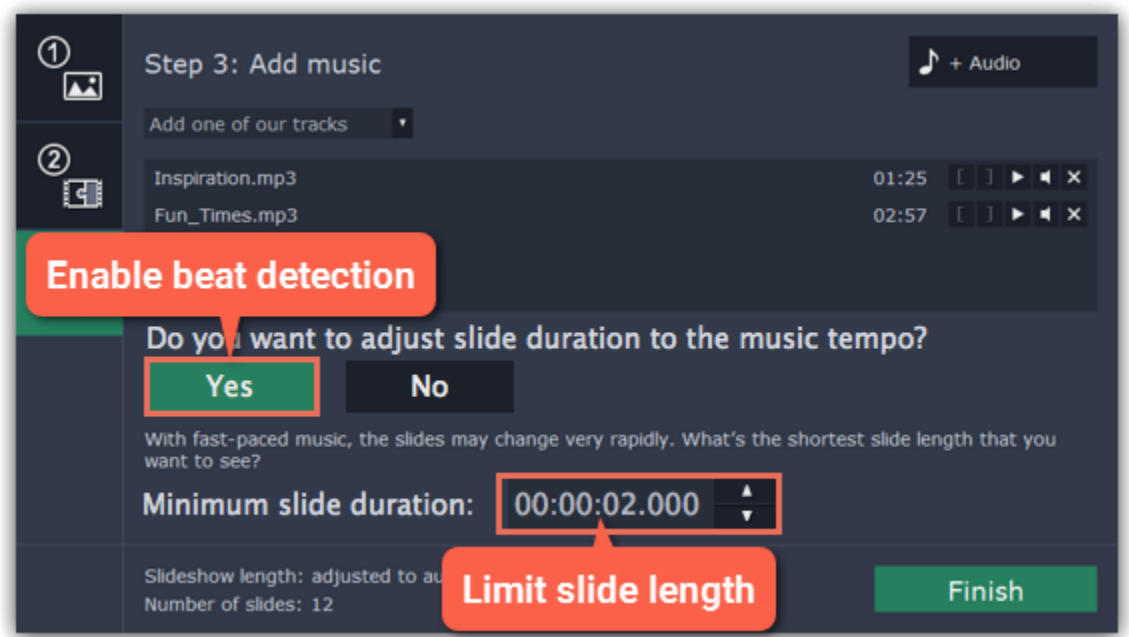 ①
Step 3: Add music
+ Audio
Add one of our tracks
②
Inspiration.mp3 01:25 [ ]
Fun_Times.mp3 02:57 [ ]
Enable beat detection
Do you want to adjust slide duration to the music tempo?
Yes No
With fast-paced music, the slides may change very rapidly. What's the shortest slide length that you
want to see?
Minimum slide duration: 00:00:02.000
Slideshow length: adjusted to
Limit slide length
Finish
Number of slides: 12